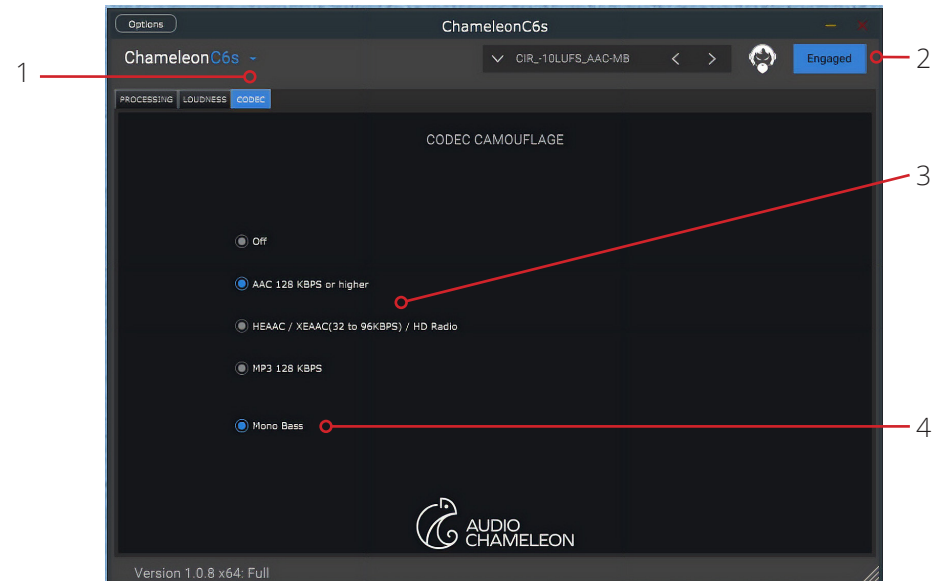 Options
ChameleonC6s
ChameleonC6s
CIR_-10LUFS_AAC-MB
Engaged
1
2
PROCESSING LOUDNESS CODEC
CODEC CAMOUFLAGE
3
Off
AAC 128 KBPS or higher
HEAAC / XEAAC(32 to 96KBPS) / HD Radio
MP3 128 KBPS
Mono Bass
4
AUDIO
CHAMELEON
Version 1.0.8 x64: Full